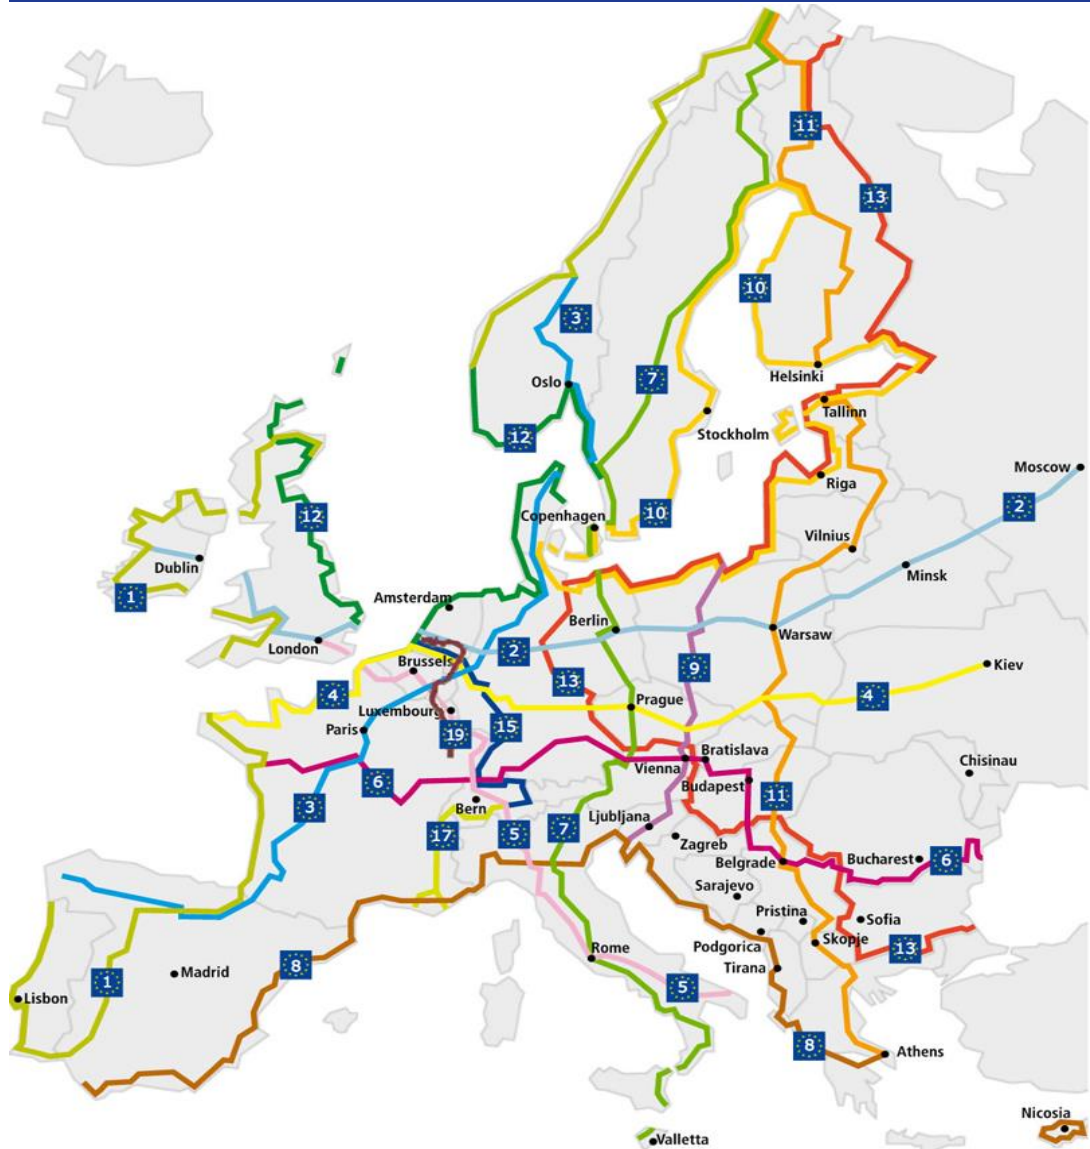 11
13
10
3
7
Helsinki
Oslo
Tallinn
12
Stockholm
Moscow
Riga
2
10
Copenhagen
12
Vilnius
Dublin
Minsk
1
Amsterdam
Berlin
Warsaw
London
2
Brussels
9
Kiev
13
4
4
Prague
Luxembourg
15
Paris
19
Bratislava
Vienna
Chisinau
6
Budapest
11
3
Bern
Ljubljana
7
5
17
Zagreb
Belgrade
Bucharest
6
Sarajevo
Pristina
Sofia
Skopje
Podgorica
13
Rome
8
Madrid
Tirana
1
5
Lisbon
8
Athens
Nicosia
Valletta